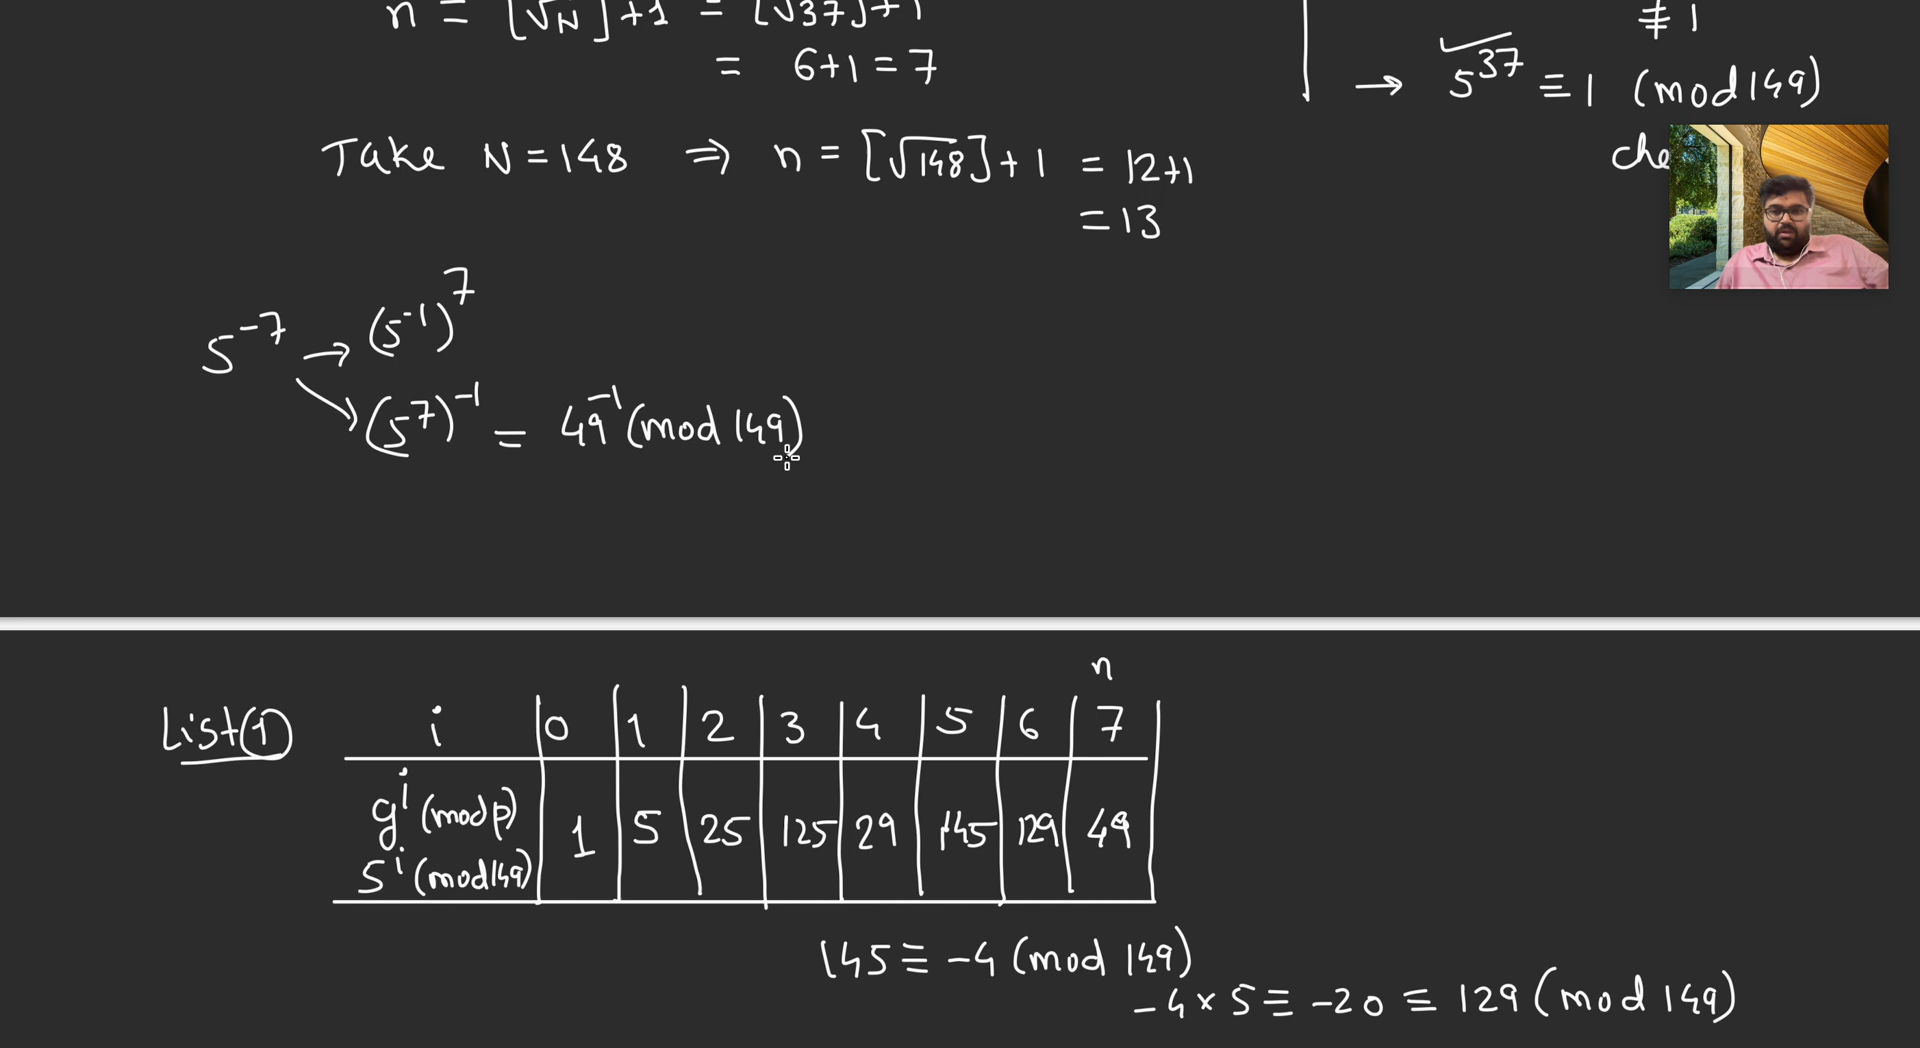 n = [√N] + 1 = [√37] + 1
= 6+1 = 7
Take N = 148 ⇒ n = [√148] + 1 = 12+1
= 13
≢ 1
→ 5^37 ≡ 1 (mod 149)
che
5^-7 → (5^-1)^7
(5^7)^-1 = 49^-1 (mod 149)
n
List ① i 0 1 2 3 4 5 6 7
g^i (mod p)
5^i (mod 149) 1 5 25 125 29 145 129 49
145 ≡ -4 (mod 149)
-4 × 5 ≡ -20 ≡ 129 (mod 149)